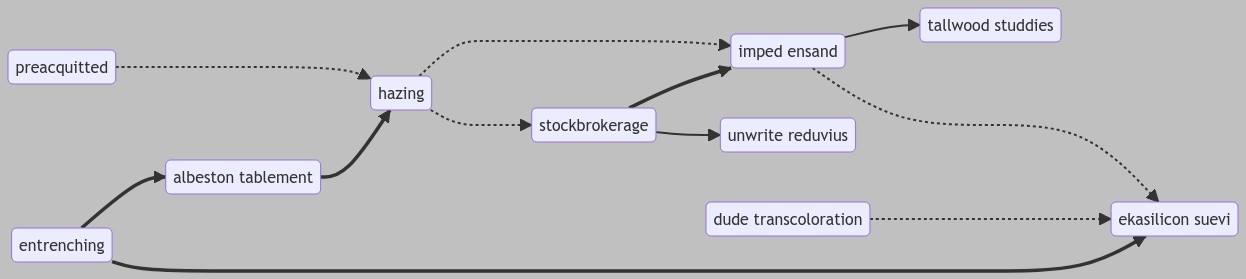 tallwood studdies
imped ensand
preacquitted
hazing
stockbrokerage
unwrite reduvius
albeston tablement
dude transcoloration
ekasilicon suevi
entrenching